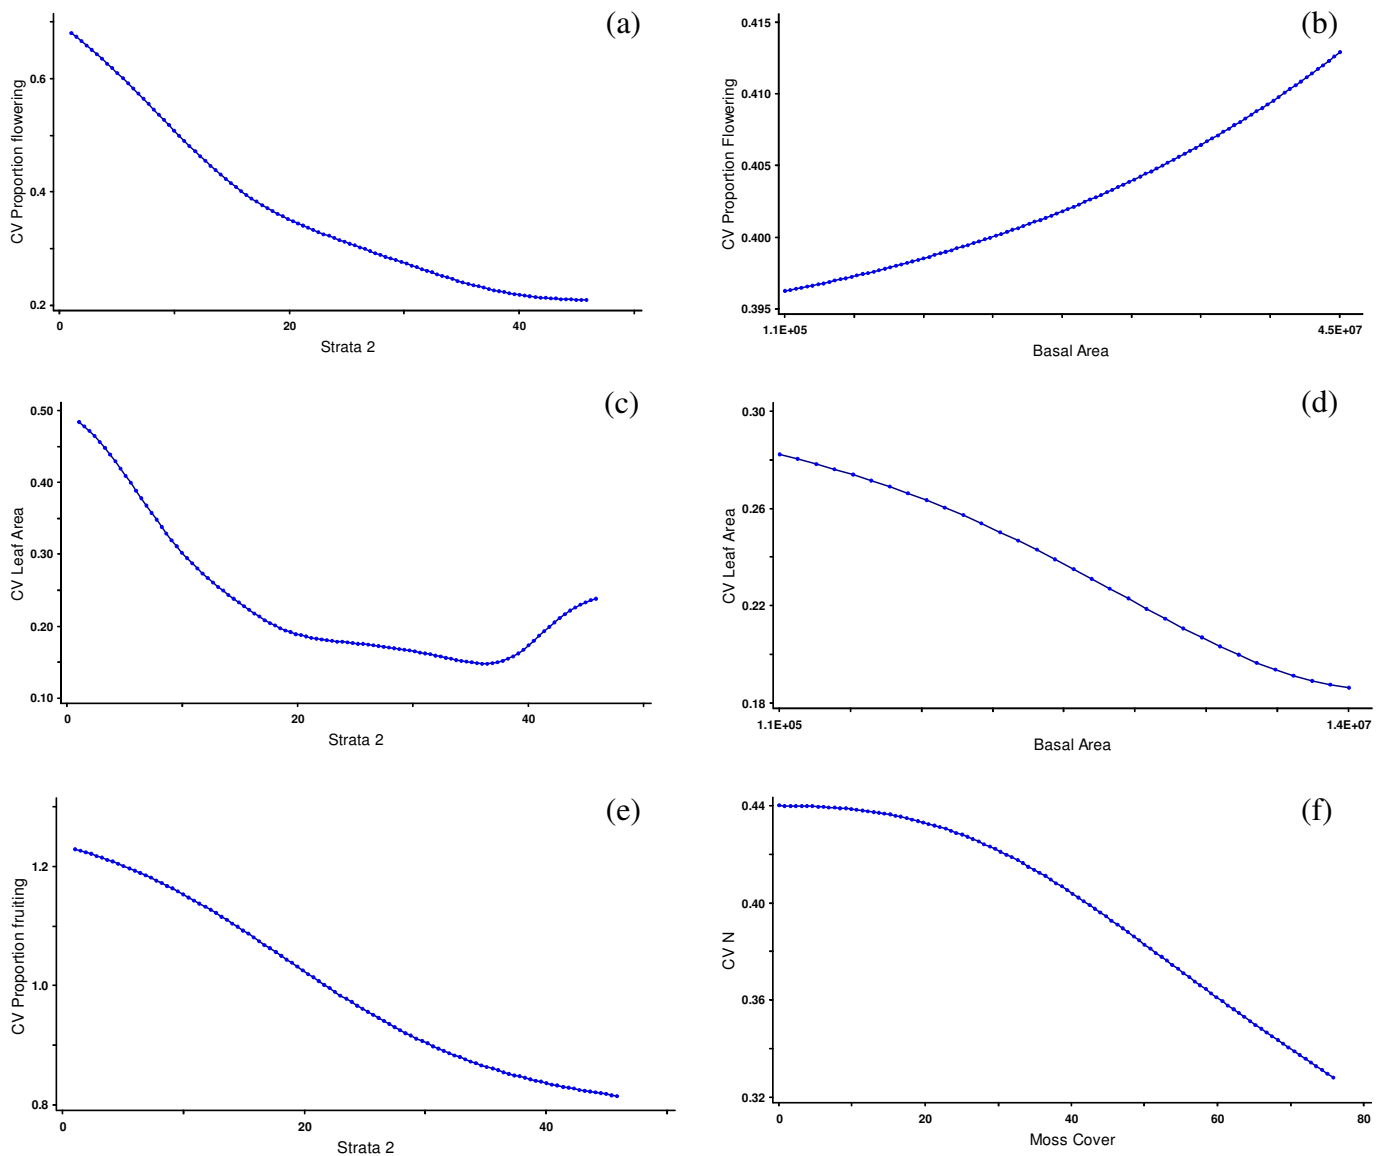 (a)
CV Proportion flowering
0.6
0.4
0.2
0
20
40
Strata 2
(b)
CV Proportion Flowering
0.415
0.410
0.405
0.400
0.395
1.1E+05
4.5E+07
Basal Area
(c)
CV Leaf Area
0.50
0.40
0.30
0.20
0.10
0
20
40
Strata 2
(d)
CV Leaf Area
0.30
0.26
0.22
0.18
1.1E+05
1.4E+07
Basal Area
(e)
CV Proportion fruiting
1.2
1.0
0.8
0
20
40
Strata 2
(f)
CV N
0.44
0.40
0.36
0.32
0
20
40
60
80
Moss Cover